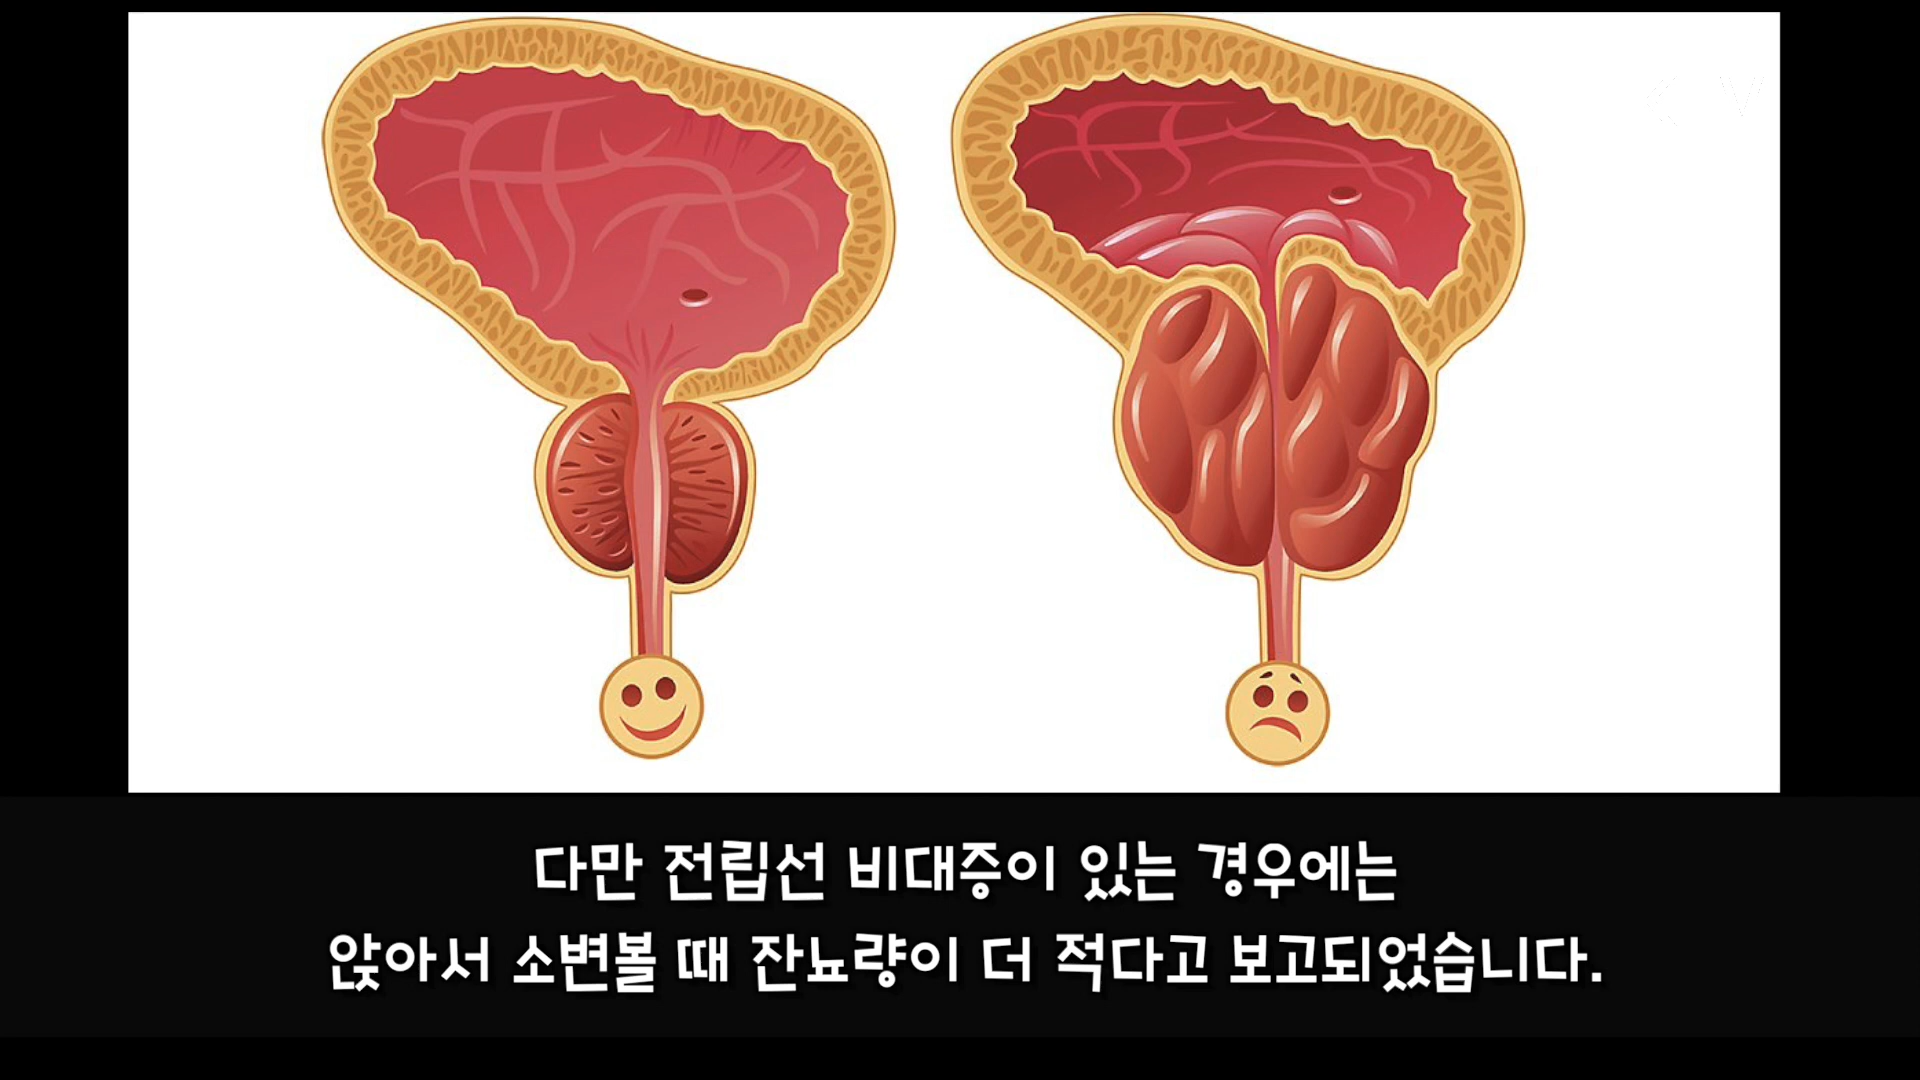 다만 전립선 비대증이 있는 경우에는
앉아서 소변볼 때 잔뇨량이 더 적다고 보고되었습니다.